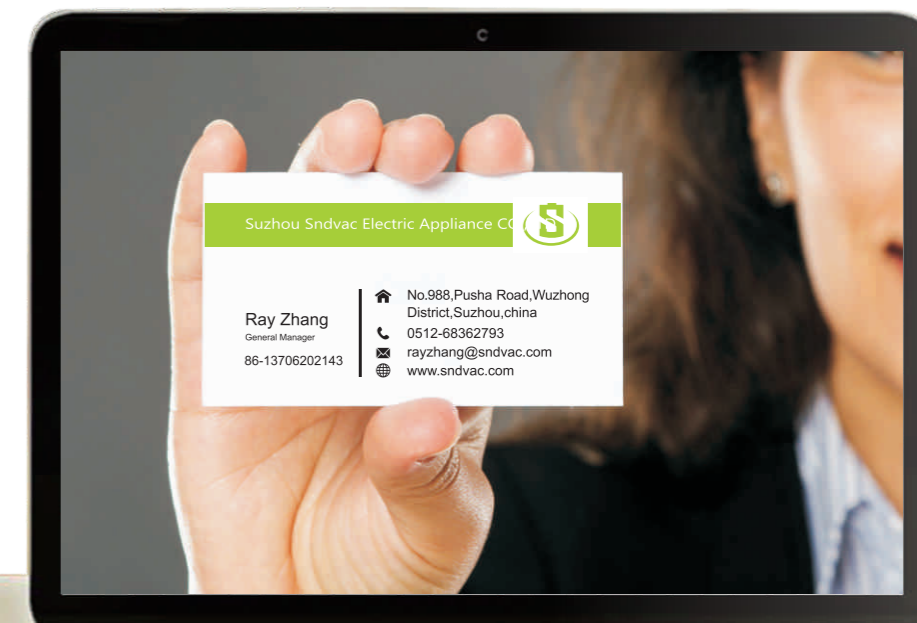 Suzhou Sndvac Electric Appliance
S
Ray Zhang
General Manager
86-13706202143
No.988,Pusha Road,Wuzhong
District,Suzhou,china
0512-68362793
rayzhang@sndvac.com
www.sndvac.com